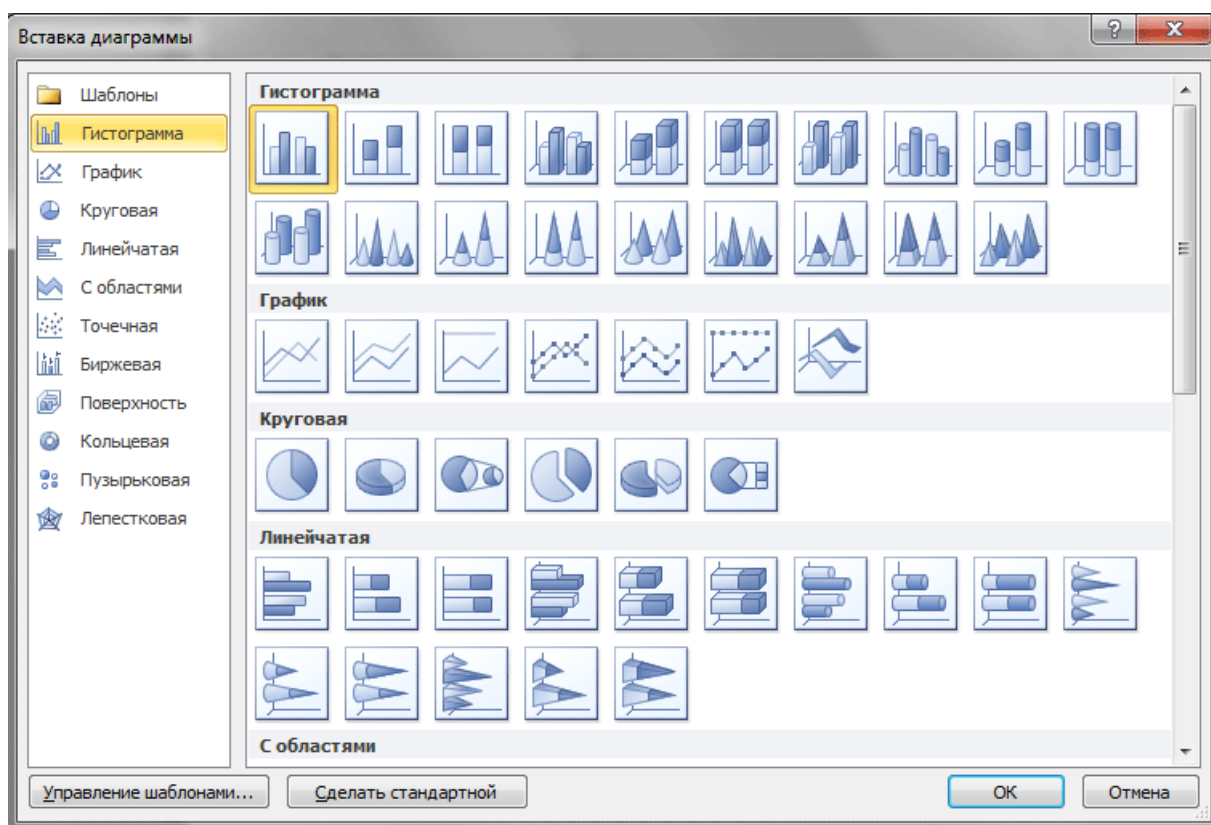 Вставка диаграммы
Шаблоны
Гистограмма
График
Круговая
Линейчатая
С областями
Точечная
Биржевая
Поверхность
Кольцевая
Пузырьковая
Лепестковая
Гистограмма
График
Круговая
Линейчатая
С областями
Управление шаблонами...
Сделать стандартной
ОК
Отмена